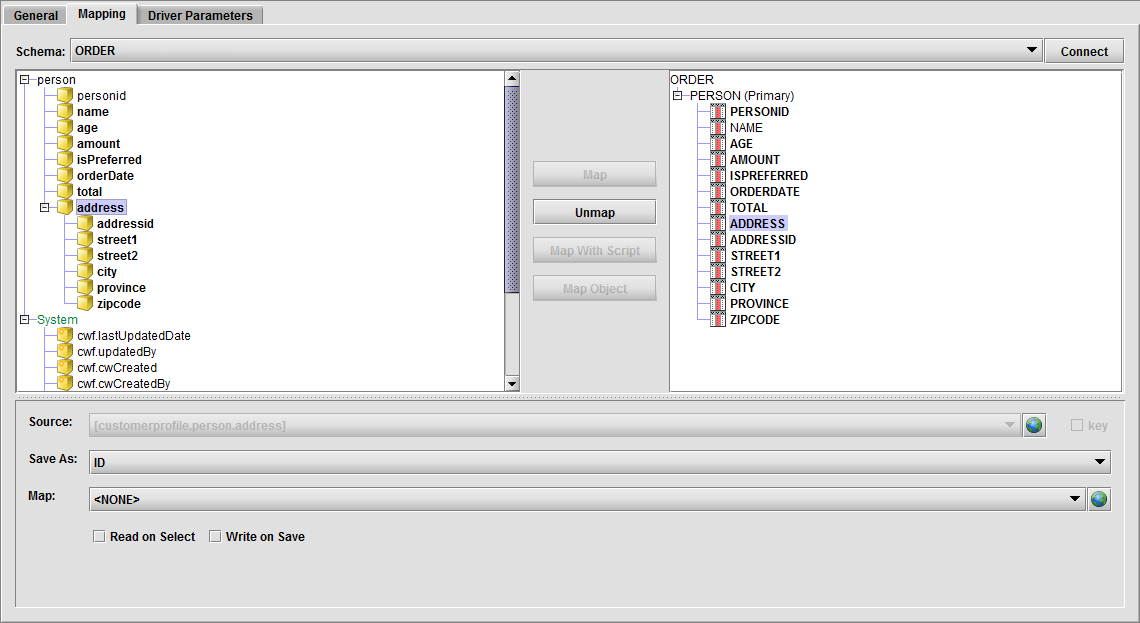 General Mapping Driver Parameters
Schema: ORDER Connect
person
personid
name
age
amount
isPreferred
orderDate
total
address
addressid
street1
street2
city
province
zipcode
System
cwf.lastUpdatedDate
cwf.updatedBy
cwf.cwCreated
cwf.cwCreatedBy
Map
Unmap
Map With Script
Map Object
ORDER
PERSON (Primary)
PERSONID
NAME
AGE
AMOUNT
ISPREFERRED
ORDERDATE
TOTAL
ADDRESS
ADDRESSID
STREET1
STREET2
CITY
PROVINCE
ZIPCODE
Source: [customerprofile.person.address] key
Save As: ID
Map: <NONE>
Read on Select Write on Save